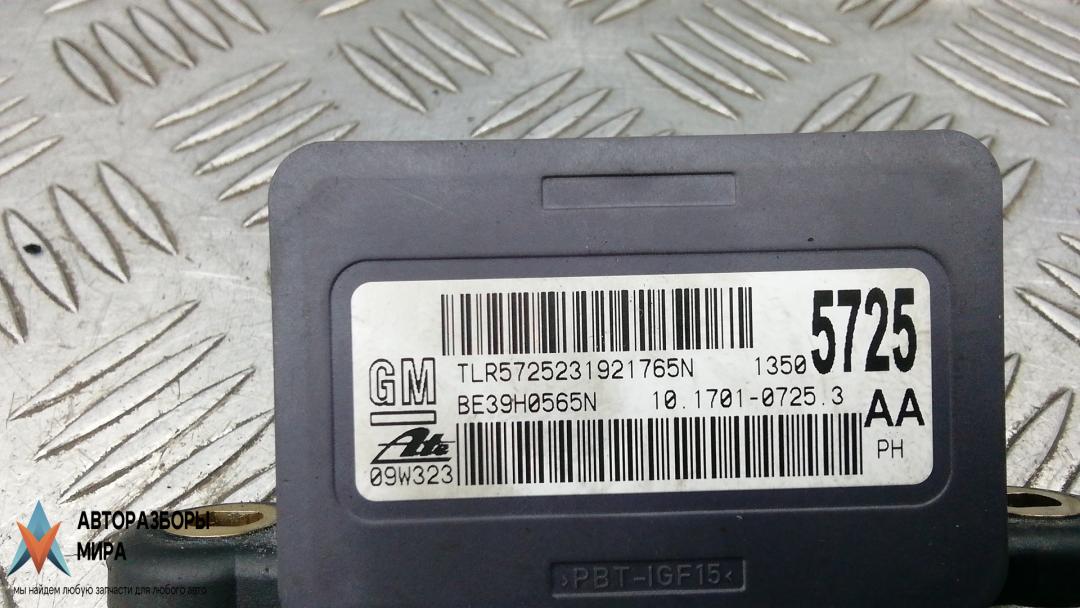 GM
TLR5725231921765N
1350 5725
BE39H0565N
10.1701-0725.3
AA
Ate
09W323
PH
>PBT-IGF15<
АВТОРАЗБОРЫ
МИРА
мы найдем любую запчасти для любого авто